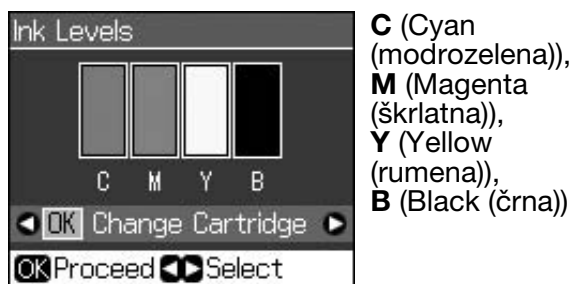 Ink Levels
C M Y B
OK Change Cartridge
OK Proceed Select
C (Cyan
(modrozelena)),
M (Magenta
(škrlatna)),
Y (Yellow
(rumena)),
B (Black (črna))